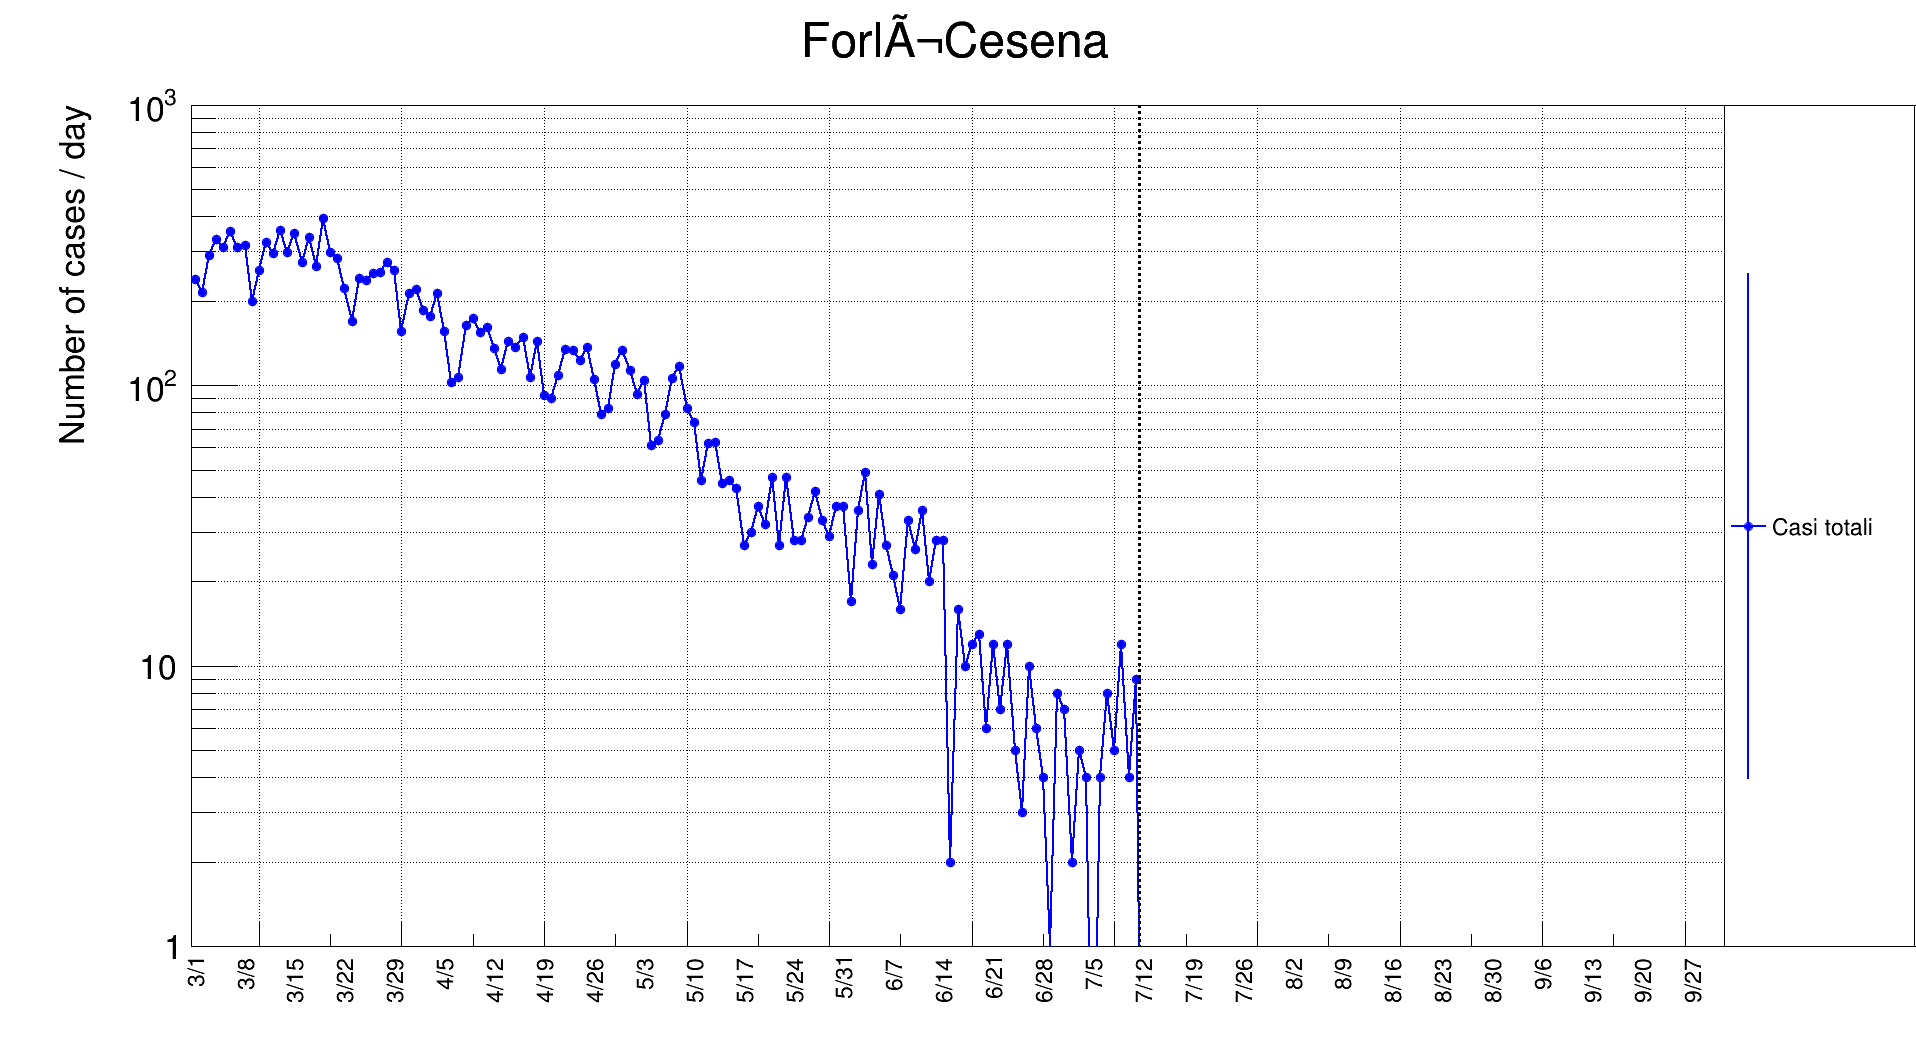 ForlÃ¬Cesena
Number of cases / day
10³
10²
10
1
3/1 3/8 3/15 3/22 3/29 4/5 4/12 4/19 4/26 5/3 5/10 5/17 5/24 5/31 6/7 6/14 6/21 6/28 7/5 7/12 7/19 7/26 8/2 8/9 8/16 8/23 8/30 9/6 9/13 9/20 9/27
Casi totali